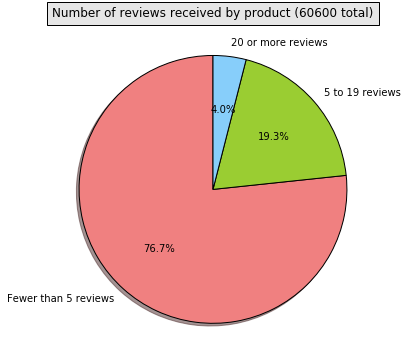 Number of reviews received by product (60600 total)
20 or more reviews
4.0%
5 to 19 reviews
19.3%
76.7%
Fewer than 5 reviews